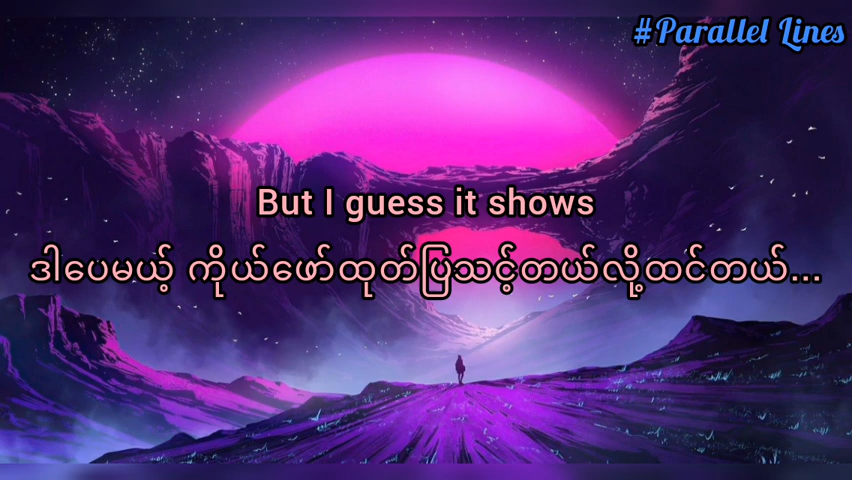 #Parallel Lines
But I guess it shows
ဒါပေမယ့် ကိုယ်ဖော်ထုတ်ပြသင့်တယ်လို့ထင်တယ်...